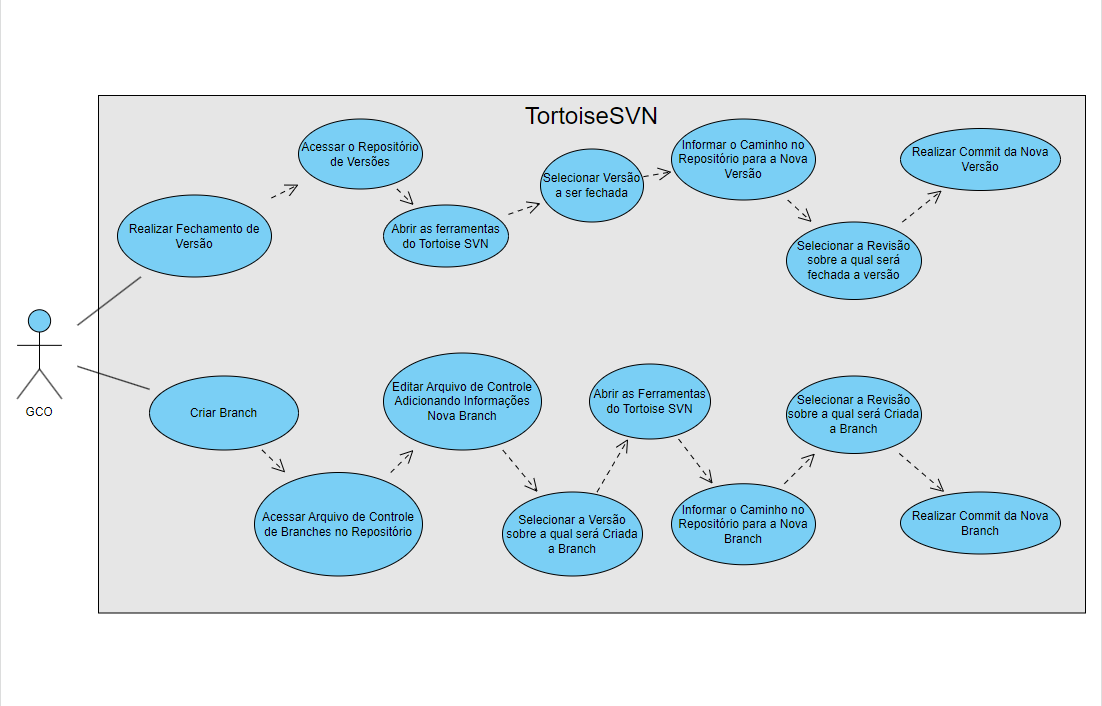 TortoiseSVN
Realizar Fechamento de
Versão
Acessar o Repositório
de Versões
Abrir as ferramentas
do Tortoise SVN
Selecionar Versão
a ser fechada
Informar o Caminho no
Repositório para a Nova
Versão
Selecionar a Revisão
sobre a qual será
fechada a versão
Realizar Commit da Nova
Versão
GCO
Criar Branch
Acessar Arquivo de Controle
de Branches no Repositório
Editar Arquivo de Controle
Adicionando Informações
Nova Branch
Selecionar a Versão
sobre a qual será Criada
a Branch
Abrir as Ferramentas
do Tortoise SVN
Informar o Caminho no
Repositório para a Nova
Branch
Selecionar a Revisão
sobre a qual será Criada
a Branch
Realizar Commit da Nova
Branch